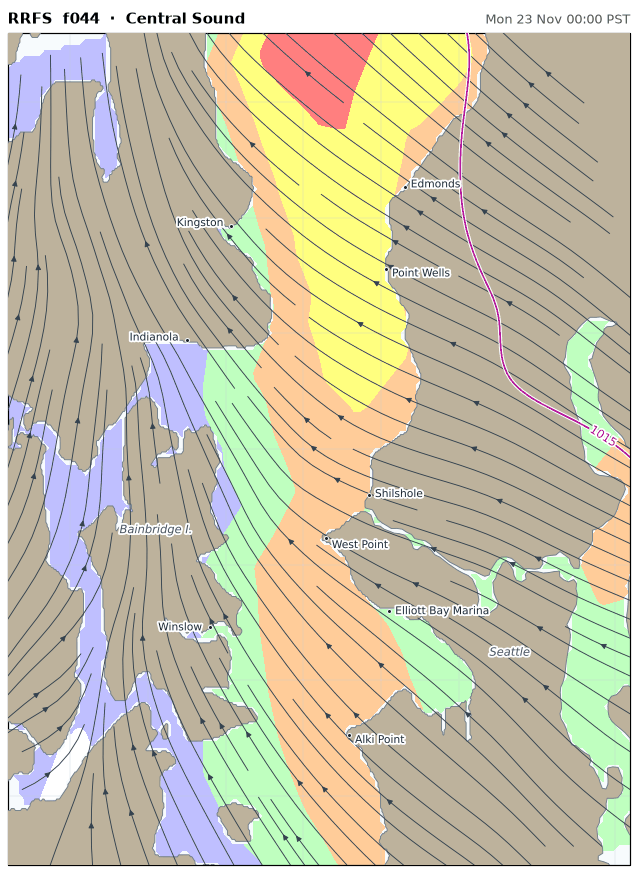 RRFS f044 · Central Sound
Mon 23 Nov 00:00 PST
Edmonds
Kingston
Point Wells
Indianola
1015
Shilshole
Bainbridge I.
West Point
Elliott Bay Marina
Winslow
Seattle
Alki Point